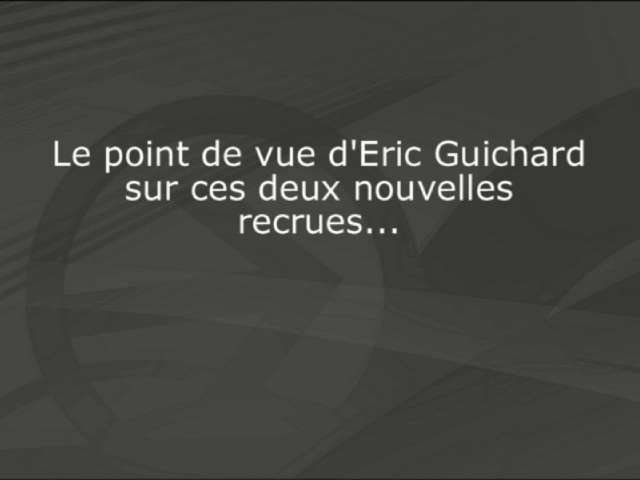 Le point de vue d'Eric Guichard
sur ces deux nouvelles
recrues...